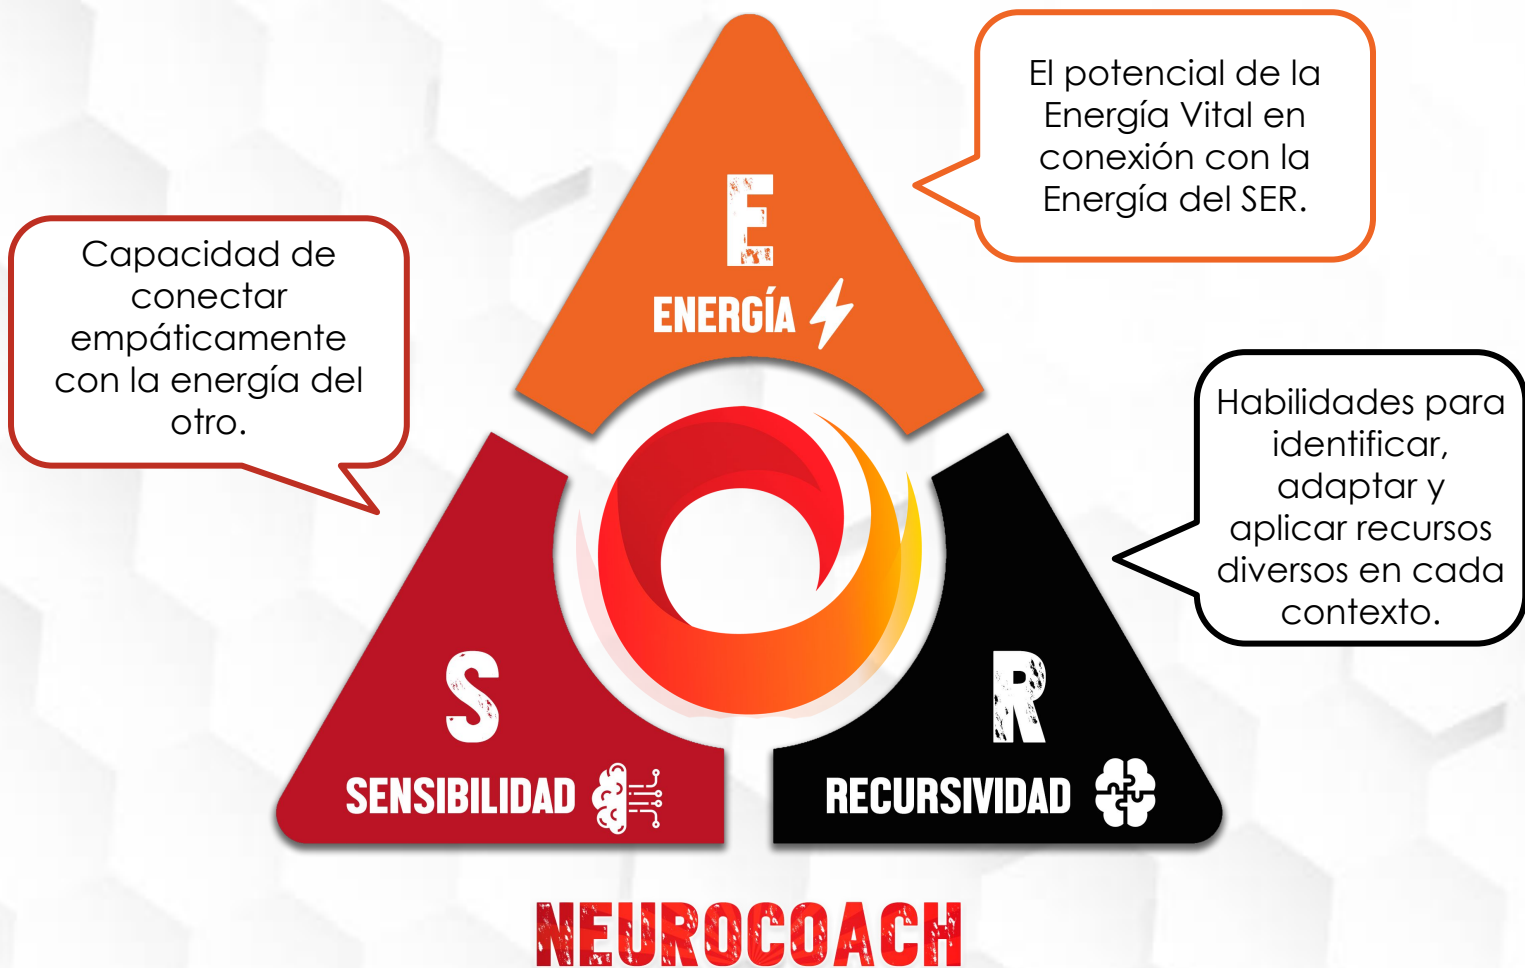 El potencial de la
Energía Vital en
conexión con la
Energía del SER.
E
ENERGÍA
Capacidad de
conectar
empáticamente
con la energía del
otro.
Habilidades para
identificar,
adaptar y
aplicar recursos
diversos en cada
contexto.
S
SENSIBILIDAD
R
RECURSIVIDAD
NEUROCOACH